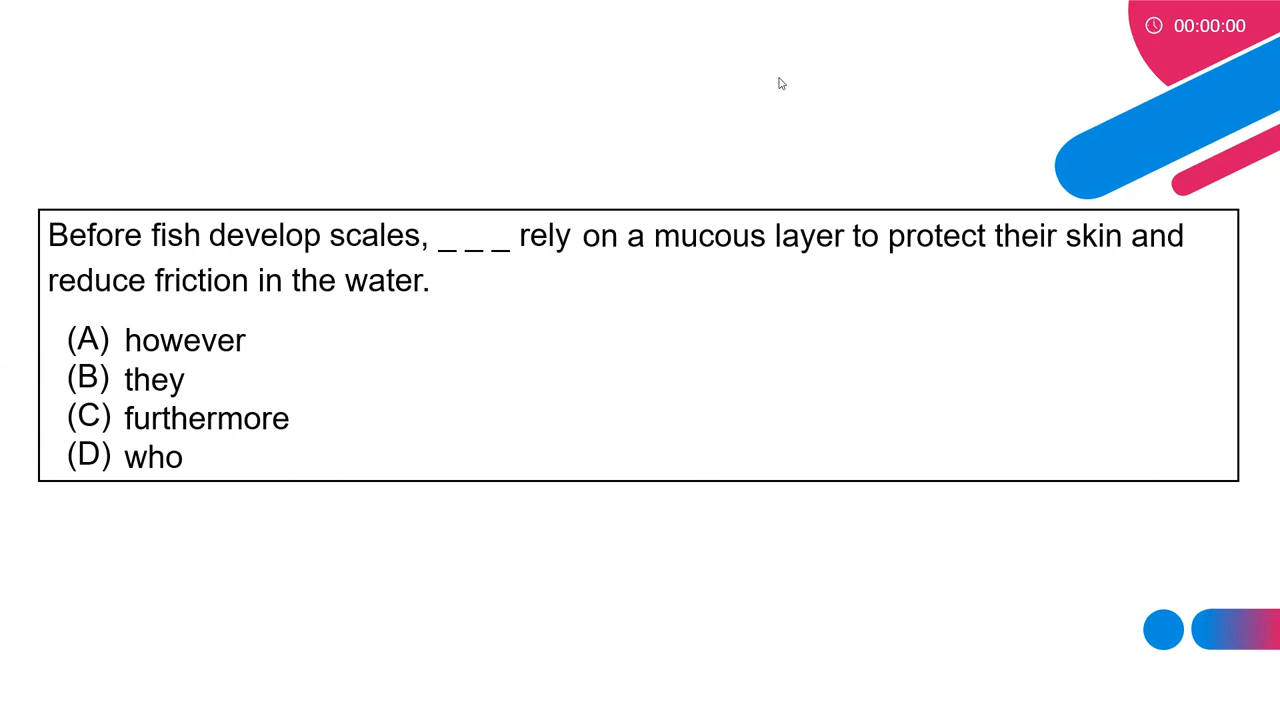 00:00:00
Before fish develop scales, _ _ _ rely on a mucous layer to protect their skin and
reduce friction in the water.
(A) however
(B) they
(C) furthermore
(D) who